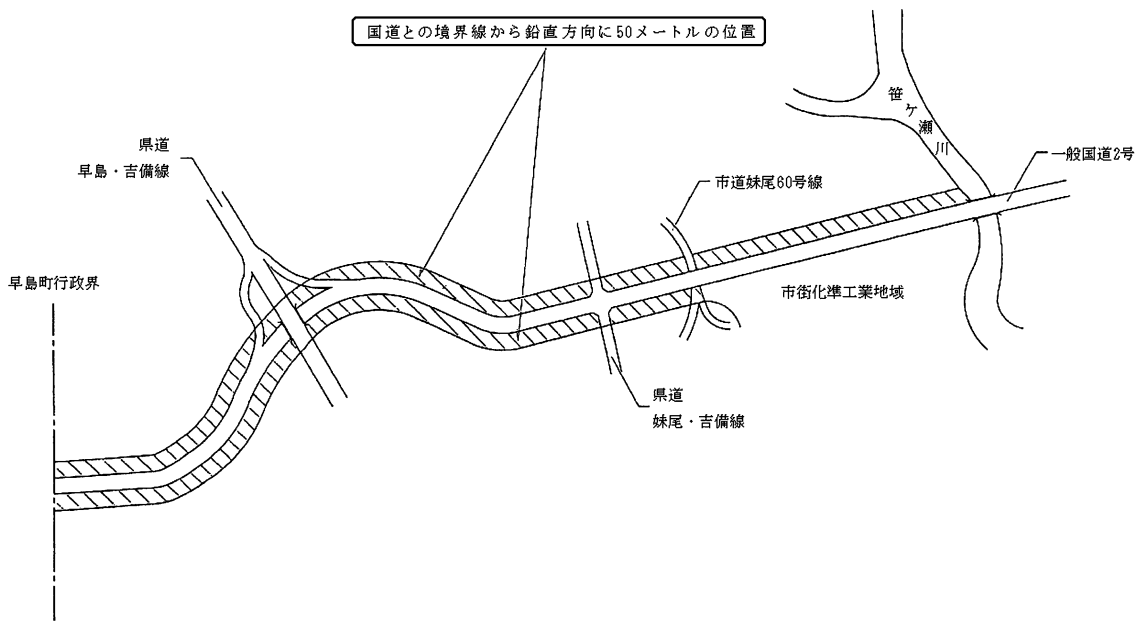 国道との境界線から鉛直方向に50メートルの位置
笹ケ瀬川
県道
早島・吉備線
一般国道2号
市道妹尾60号線
早島町行政界
市街化準工業地域
県道
妹尾・吉備線